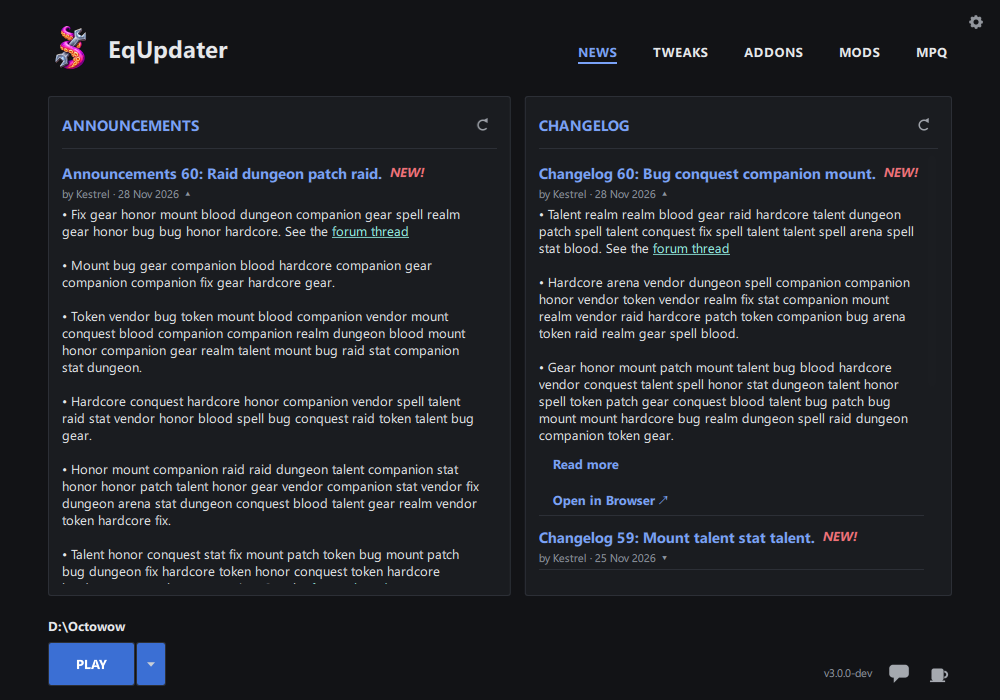 EqUpdater
NEWS TWEAKS ADDONS MODS MPQ
ANNOUNCEMENTS
Announcements 60: Raid dungeon patch raid. NEW!
by Kestrel · 28 Nov 2026 ▴
• Fix gear honor mount blood dungeon companion gear spell realm
gear honor bug bug honor hardcore. See the forum thread
• Mount bug gear companion blood hardcore companion gear
companion companion fix gear hardcore gear.
• Token vendor bug token mount blood companion vendor mount
conquest blood companion companion realm dungeon blood mount
honor companion gear realm talent mount bug raid stat companion
stat dungeon.
• Hardcore conquest hardcore honor companion vendor spell talent
raid stat vendor honor blood spell bug conquest raid token talent bug
gear.
• Honor mount companion raid raid dungeon talent companion stat
honor honor patch talent honor gear vendor companion stat vendor fix
dungeon arena stat dungeon conquest blood talent gear realm vendor
token hardcore fix.
• Talent honor conquest stat fix mount patch token bug mount patch
bug dungeon fix hardcore token honor conquest token hardcore
CHANGELOG
Changelog 60: Bug conquest companion mount. NEW!
by Kestrel · 28 Nov 2026 ▴
• Talent realm realm blood gear raid hardcore talent dungeon
patch spell talent conquest fix spell talent talent spell arena spell
stat blood. See the forum thread
• Hardcore arena vendor dungeon spell companion companion
honor vendor token vendor realm fix stat companion mount
realm vendor raid hardcore patch token companion bug arena
token raid realm gear spell blood.
• Gear honor mount patch mount talent bug blood hardcore
vendor conquest talent spell honor stat dungeon talent honor
spell token patch gear conquest blood talent bug patch bug
mount mount hardcore bug realm dungeon spell raid dungeon
companion token gear.
Read more
Open in Browser ↗
Changelog 59: Mount talent stat talent. NEW!
by Kestrel · 25 Nov 2026 ▾
D:\Octowow
PLAY
v3.0.0-dev